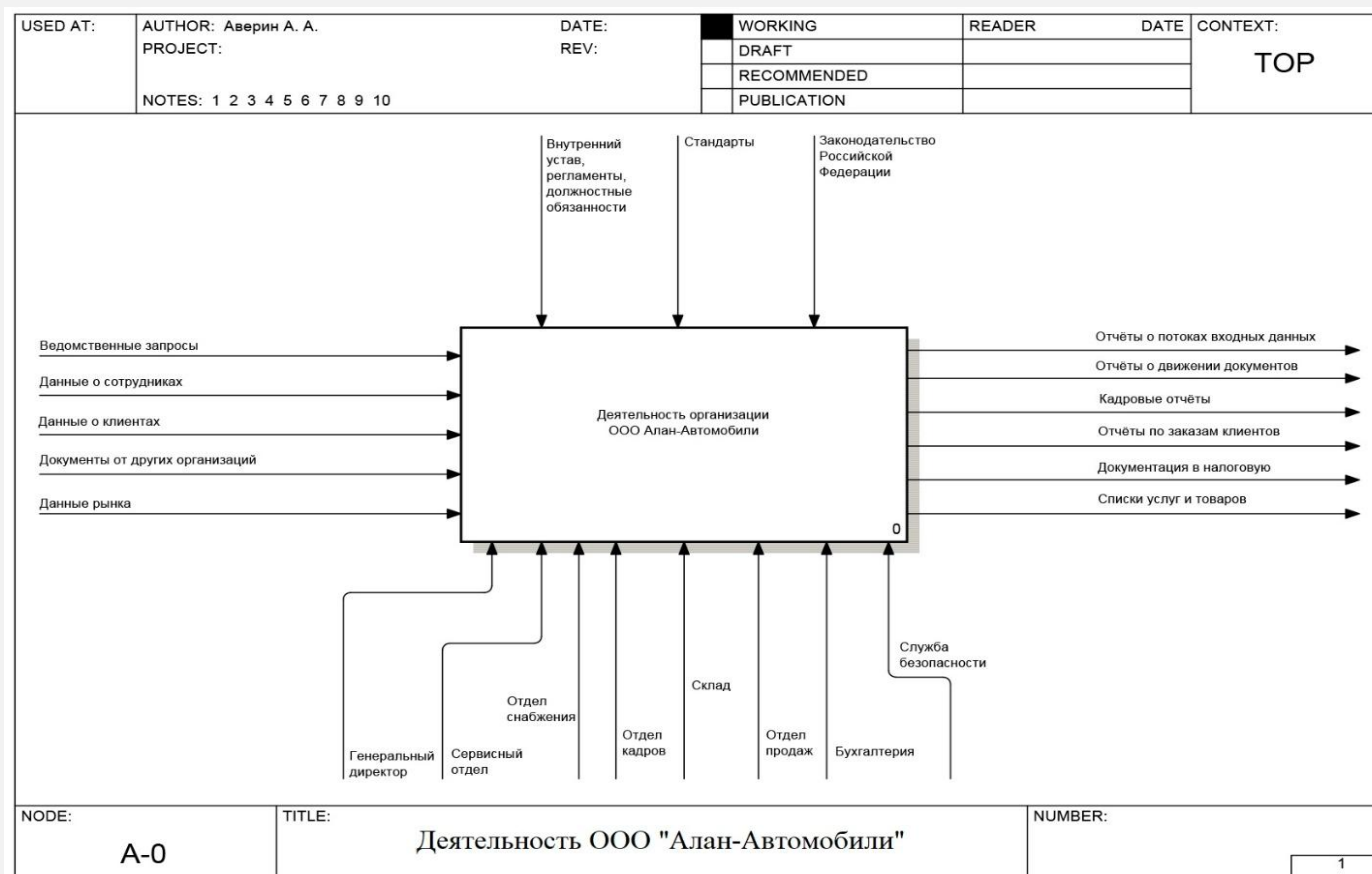 USED AT:
AUTHOR: Аверин А. А.
DATE:
PROJECT:
REV:
NOTES: 1 2 3 4 5 6 7 8 9 10
WORKING
DRAFT
RECOMMENDED
PUBLICATION
READER
DATE
CONTEXT:
TOP
Внутренний
устав,
регламенты,
должностные
обязанности
Стандарты
Законодательство
Российской
Федерации
Ведомственные запросы
Данные о сотрудниках
Данные о клиентах
Документы от других организаций
Данные рынка
Деятельность организации
ООО Алан-Автомобили
0
Отчёты о потоках входных данных
Отчёты о движении документов
Кадровые отчёты
Отчёты по заказам клиентов
Документация в налоговую
Списки услуг и товаров
Генеральный
директор
Сервисный
отдел
Отдел
снабжения
Отдел
кадров
Склад
Отдел
продаж
Бухгалтерия
Служба
безопасности
NODE:
A-0
TITLE:
Деятельность ООО "Алан-Автомобили"
NUMBER:
1